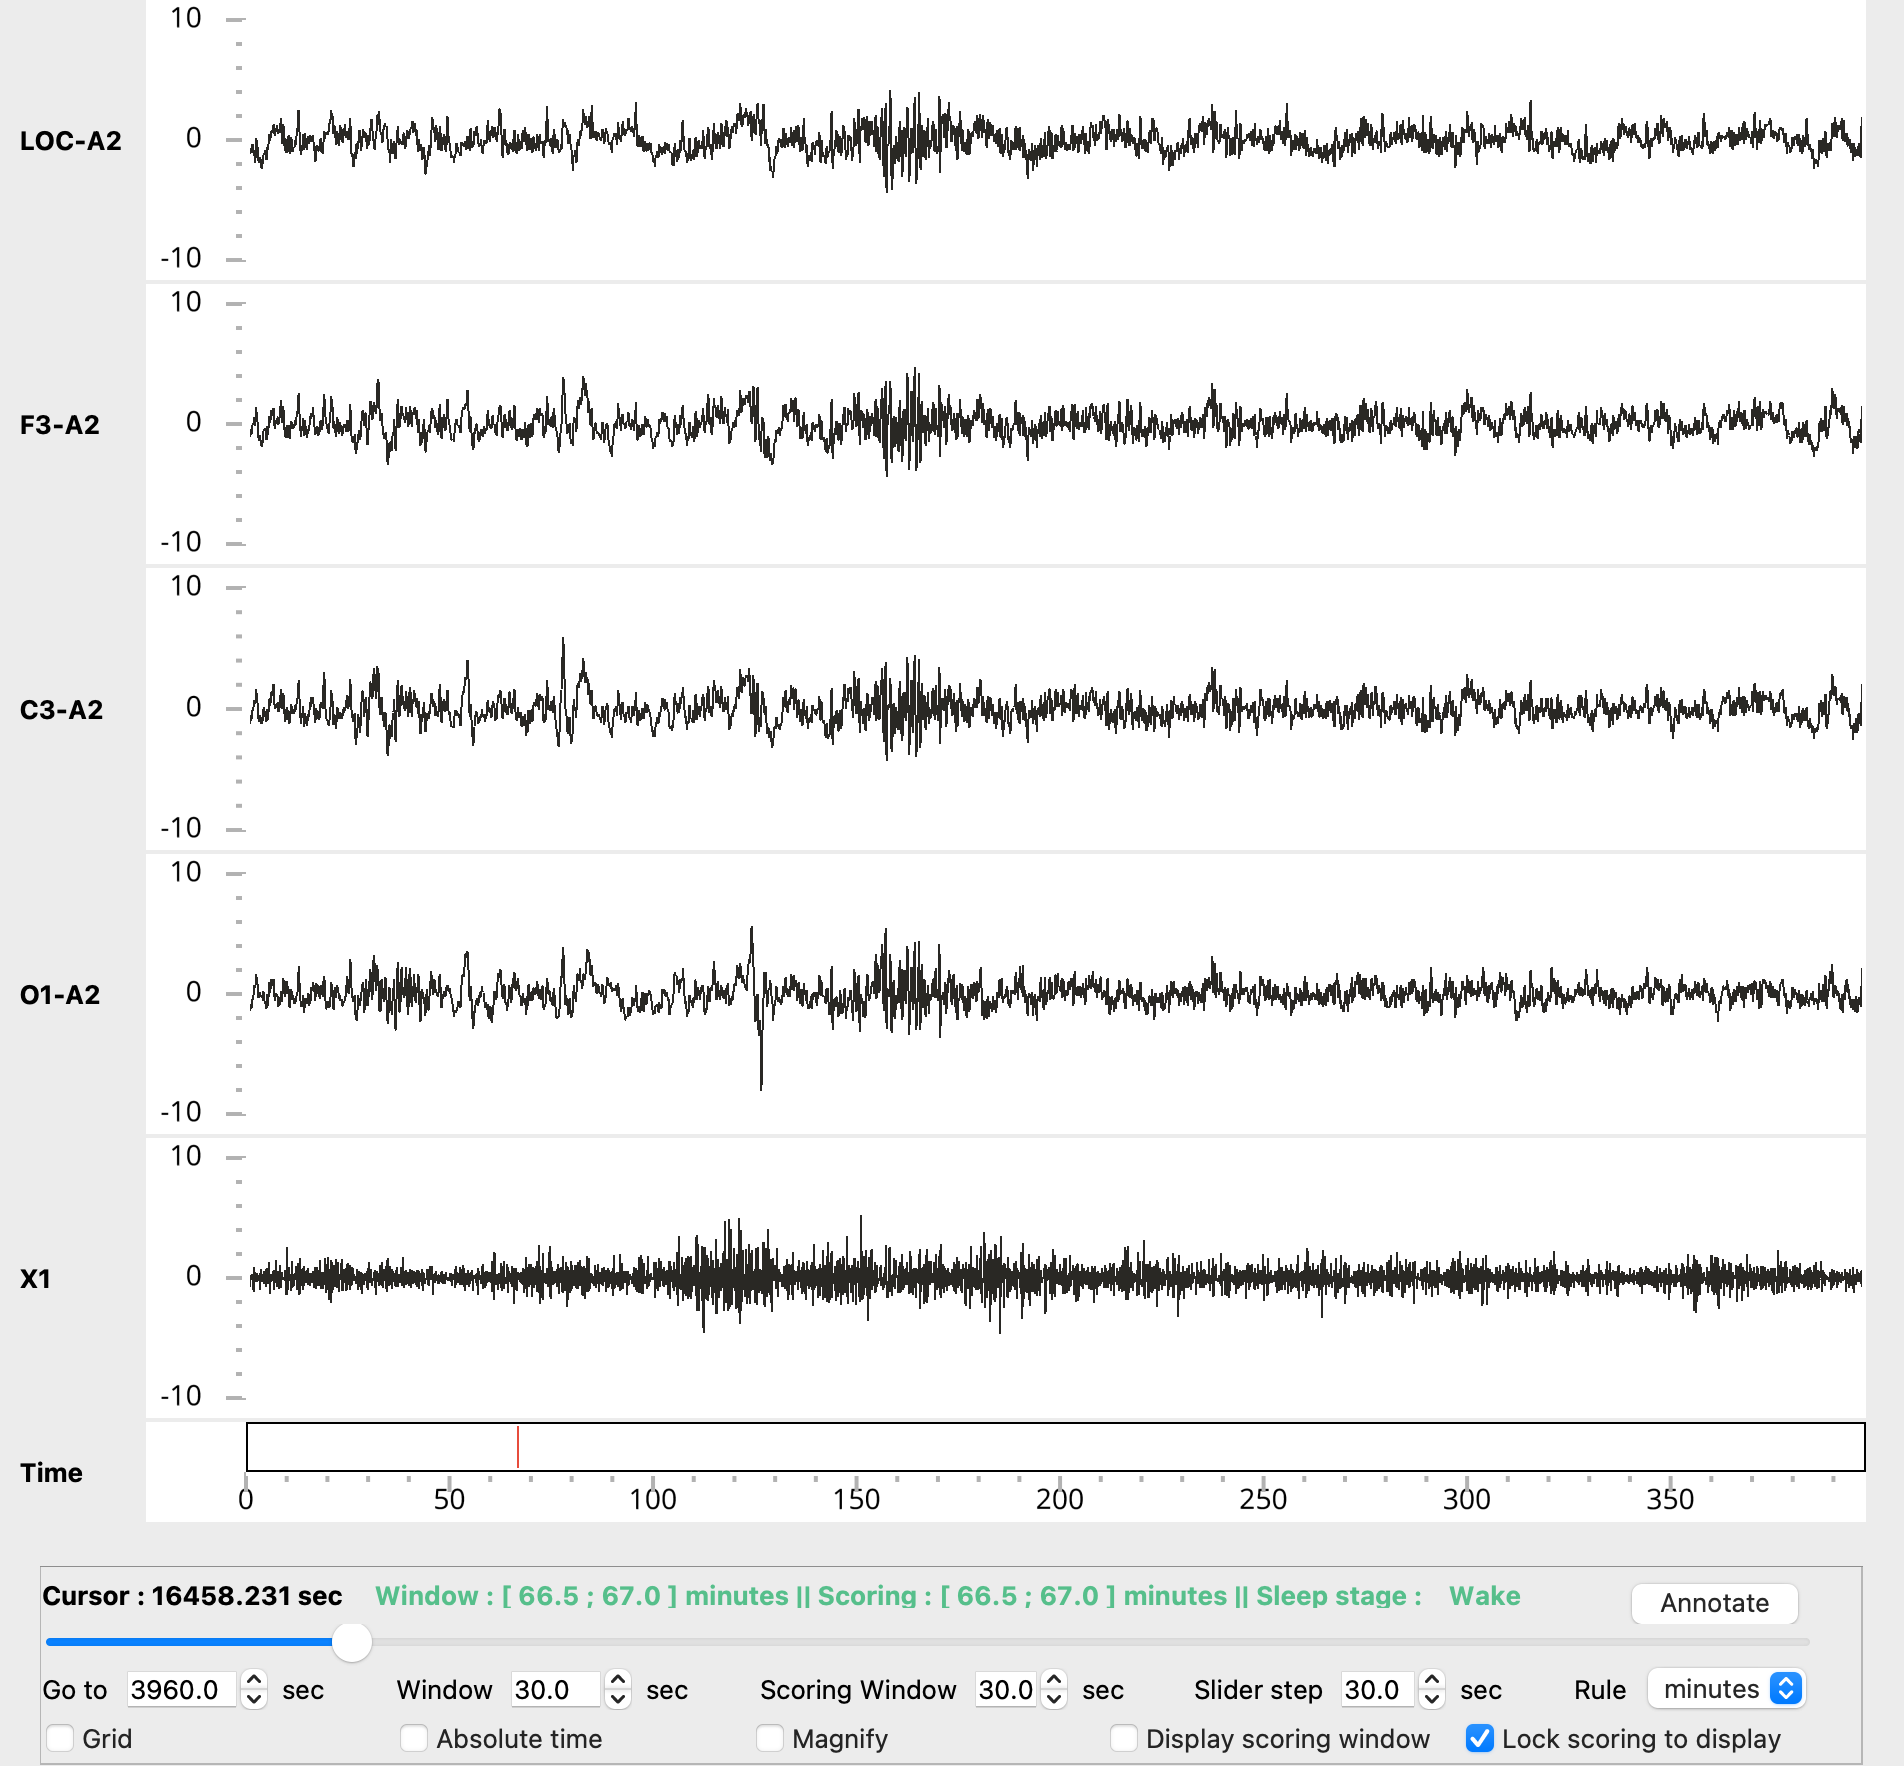 10
LOC-A2 0
-10
10
F3-A2 0
-10
10
C3-A2 0
-10
10
O1-A2 0
-10
10
X1 0
-10
Time
0 50 100 150 200 250 300 350
Cursor : 16458.231 sec Window : [ 66.5 ; 67.0 ] minutes || Scoring : [ 66.5 ; 67.0 ] minutes || Sleep stage : Wake Annotate
Go to 3960.0 sec Window 30.0 sec Scoring Window 30.0 sec Slider step 30.0 sec Rule minutes
Grid Absolute time Magnify Display scoring window Lock scoring to display